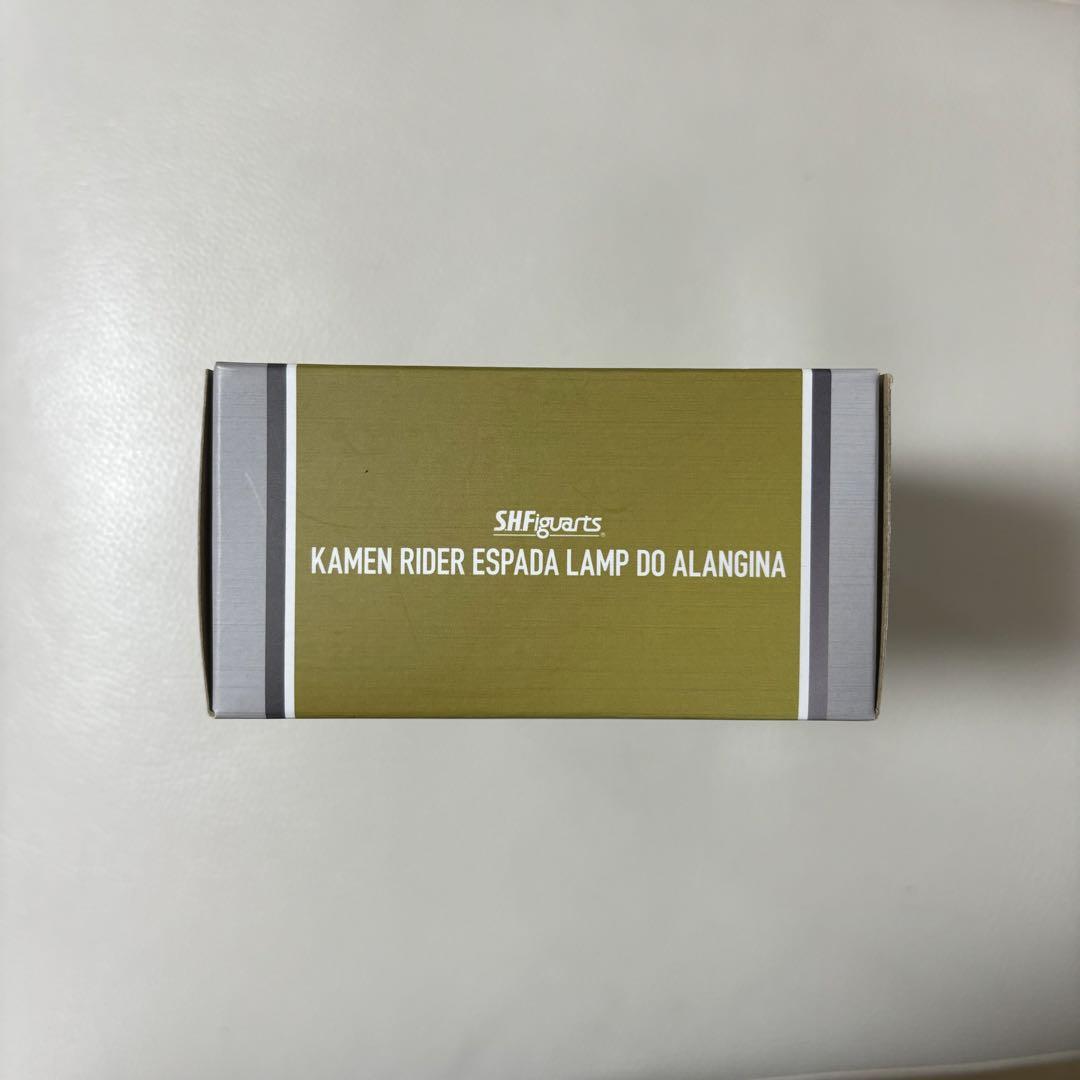 S.H.Figuarts®
KAMEN RIDER ESPADA LAMP DO ALANGINA